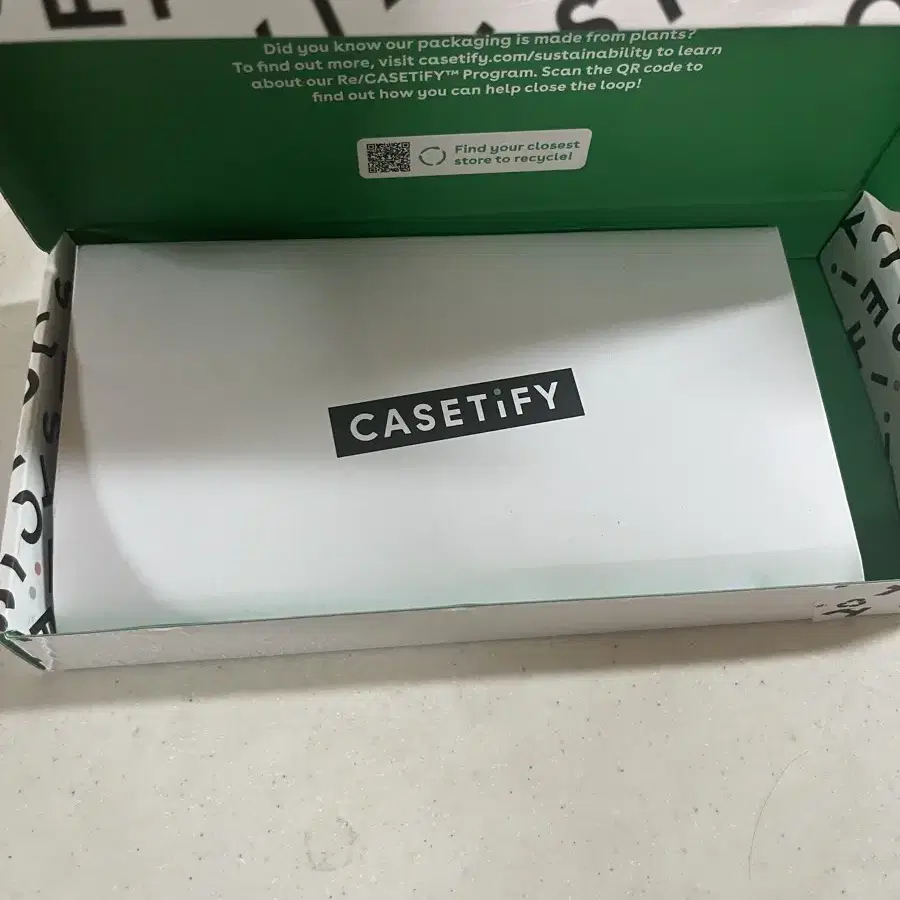 Did you know our packaging is made from plants?
To find out more, visit casetify.com/sustainability to learn
about our Re/CASETiFY™ Program. Scan the QR code to
find out how you can help close the loop!
Find your closest
store to recycle!
CASETiFY